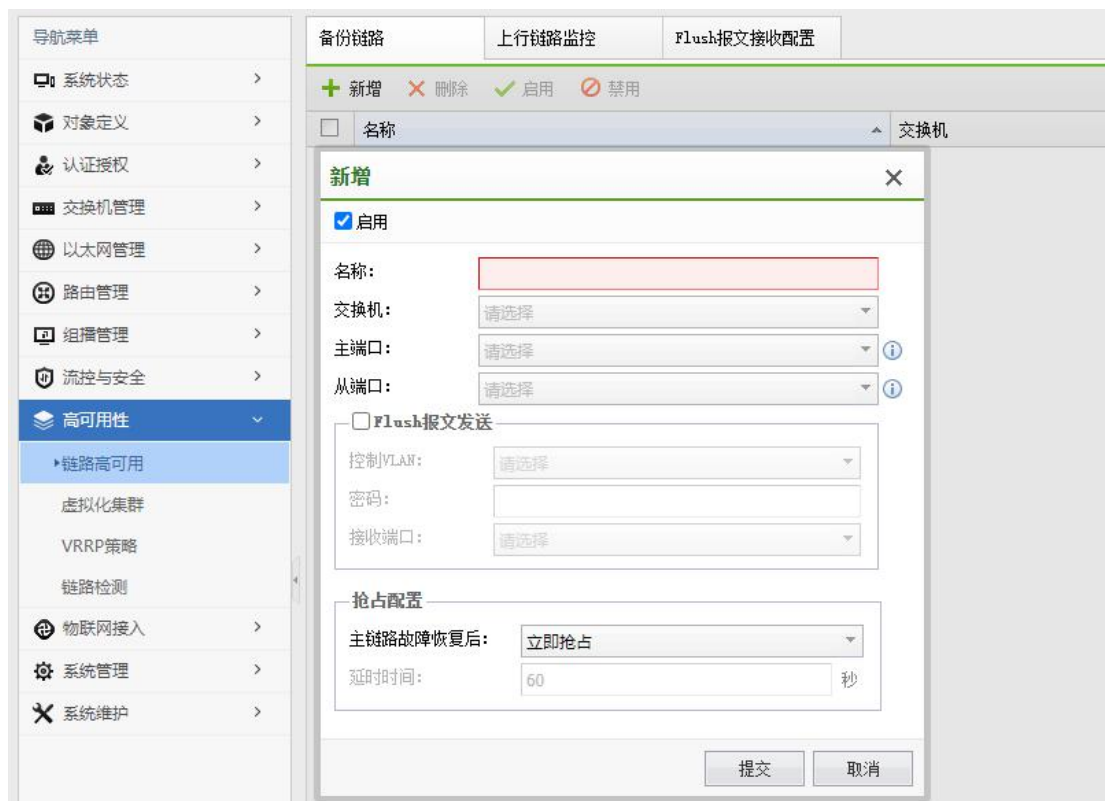 导航菜单
系统状态
对象定义
认证授权
交换机管理
以太网管理
路由管理
组播管理
流控与安全
高可用性
链路高可用
虚拟化集群
VRRP策略
链路检测
物联网接入
系统管理
系统维护
备份链路 上行链路监控 Flush报文接收配置
新增 删除 启用 禁用
名称 交换机
新增
启用
名称:
交换机: 请选择
主端口: 请选择
从端口: 请选择
Flush报文发送
控制VLAN: 请选择
密码:
接收端口: 请选择
抢占配置
主链路故障恢复后: 立即抢占
延时时间: 60 秒
提交 取消